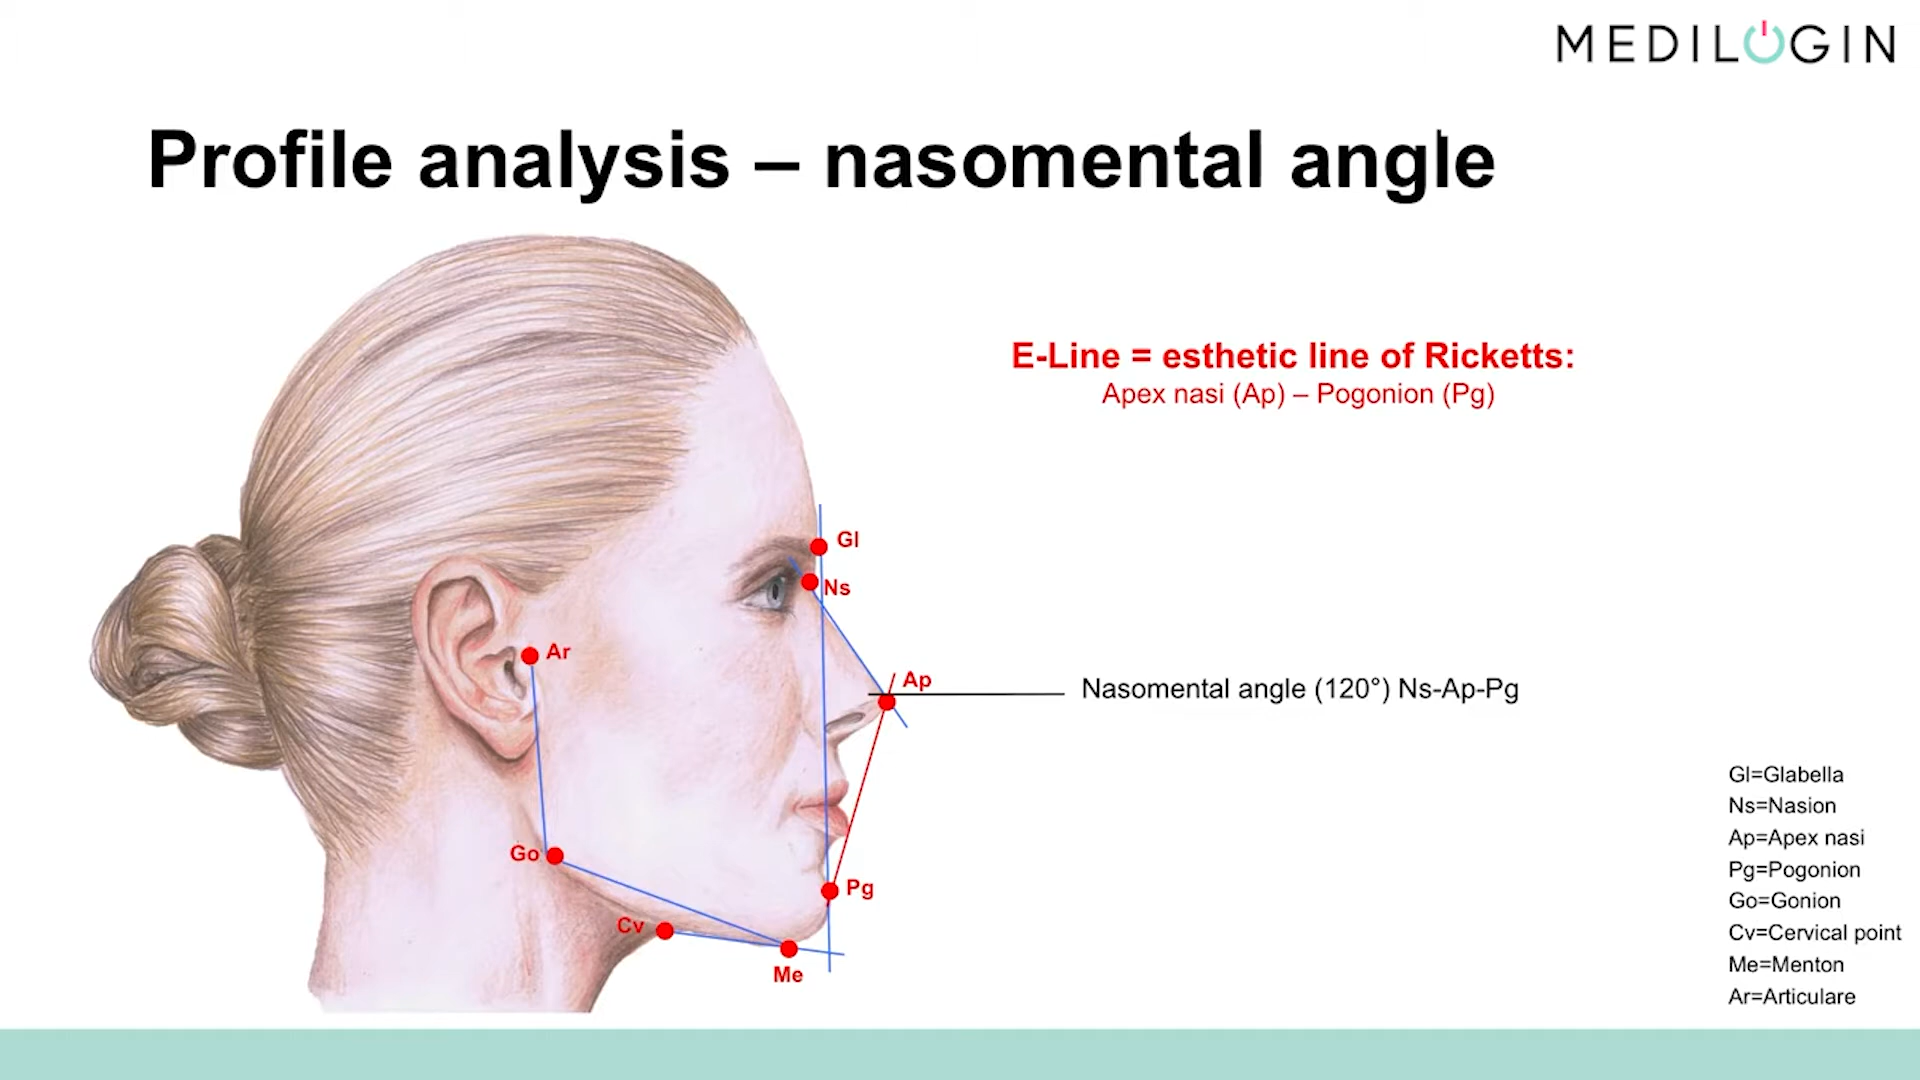 MEDILOGIN
Profile analysis – nasomental angle
E-Line = esthetic line of Ricketts:
Apex nasi (Ap) – Pogonion (Pg)
Gl
Ns
Ar
Ap
Nasomental angle (120°) Ns-Ap-Pg
Go
Pg
Cv
Me
Gl=Glabella
Ns=Nasion
Ap=Apex nasi
Pg=Pogonion
Go=Gonion
Cv=Cervical point
Me=Menton
Ar=Articulare